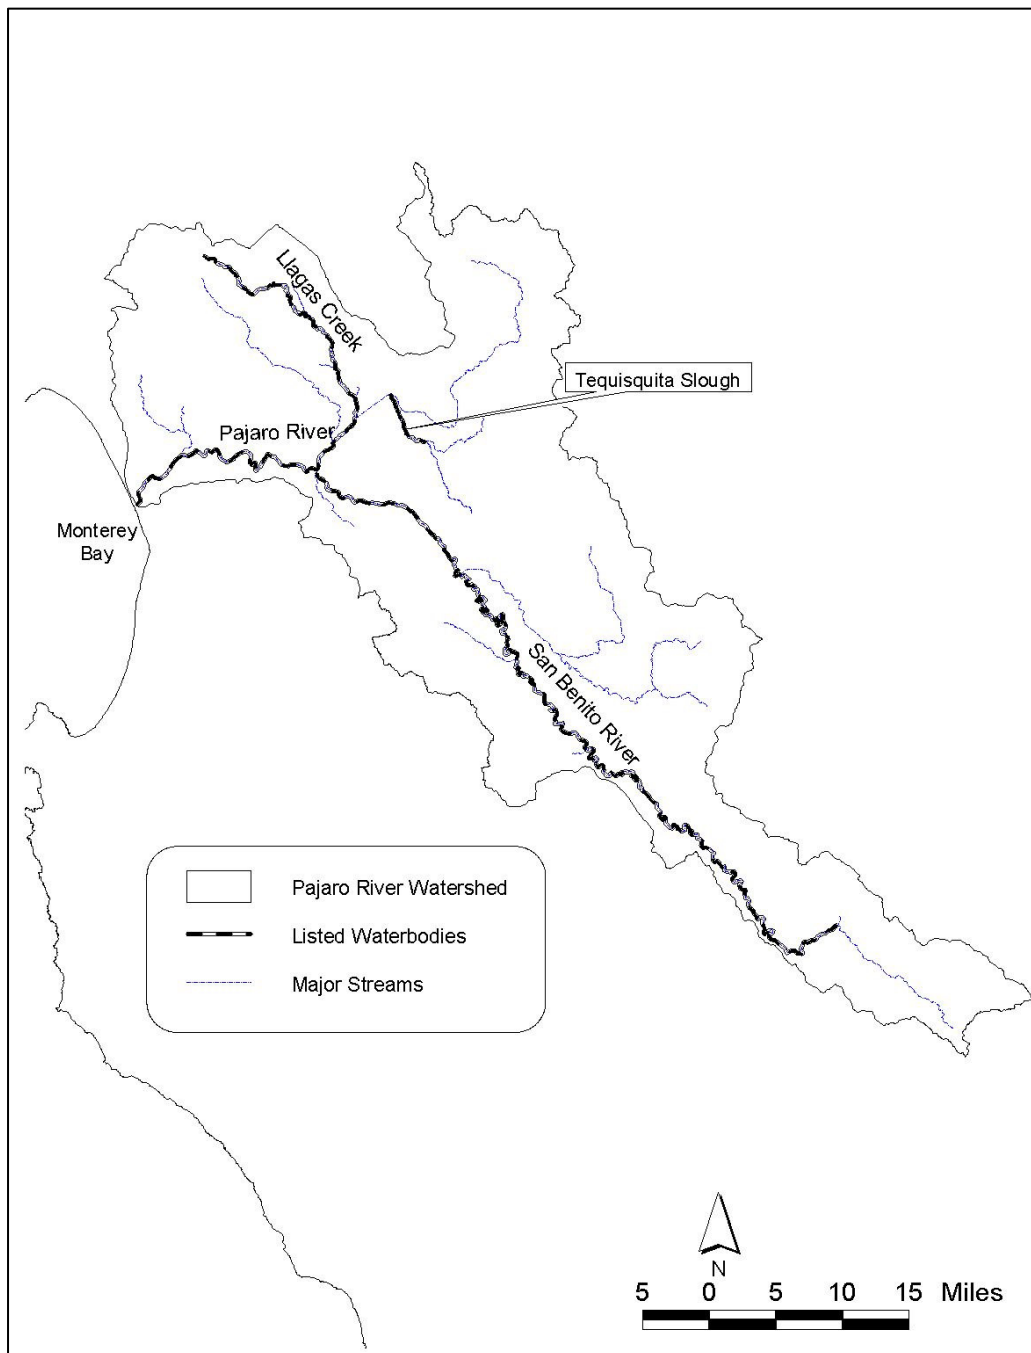 Llagas Creek
Tequisquita Slough
Pajaro River
Monterey
Bay
San Benito River
Pajaro River Watershed
Listed Waterbodies
Major Streams
N
5 0 5 10 15 Miles